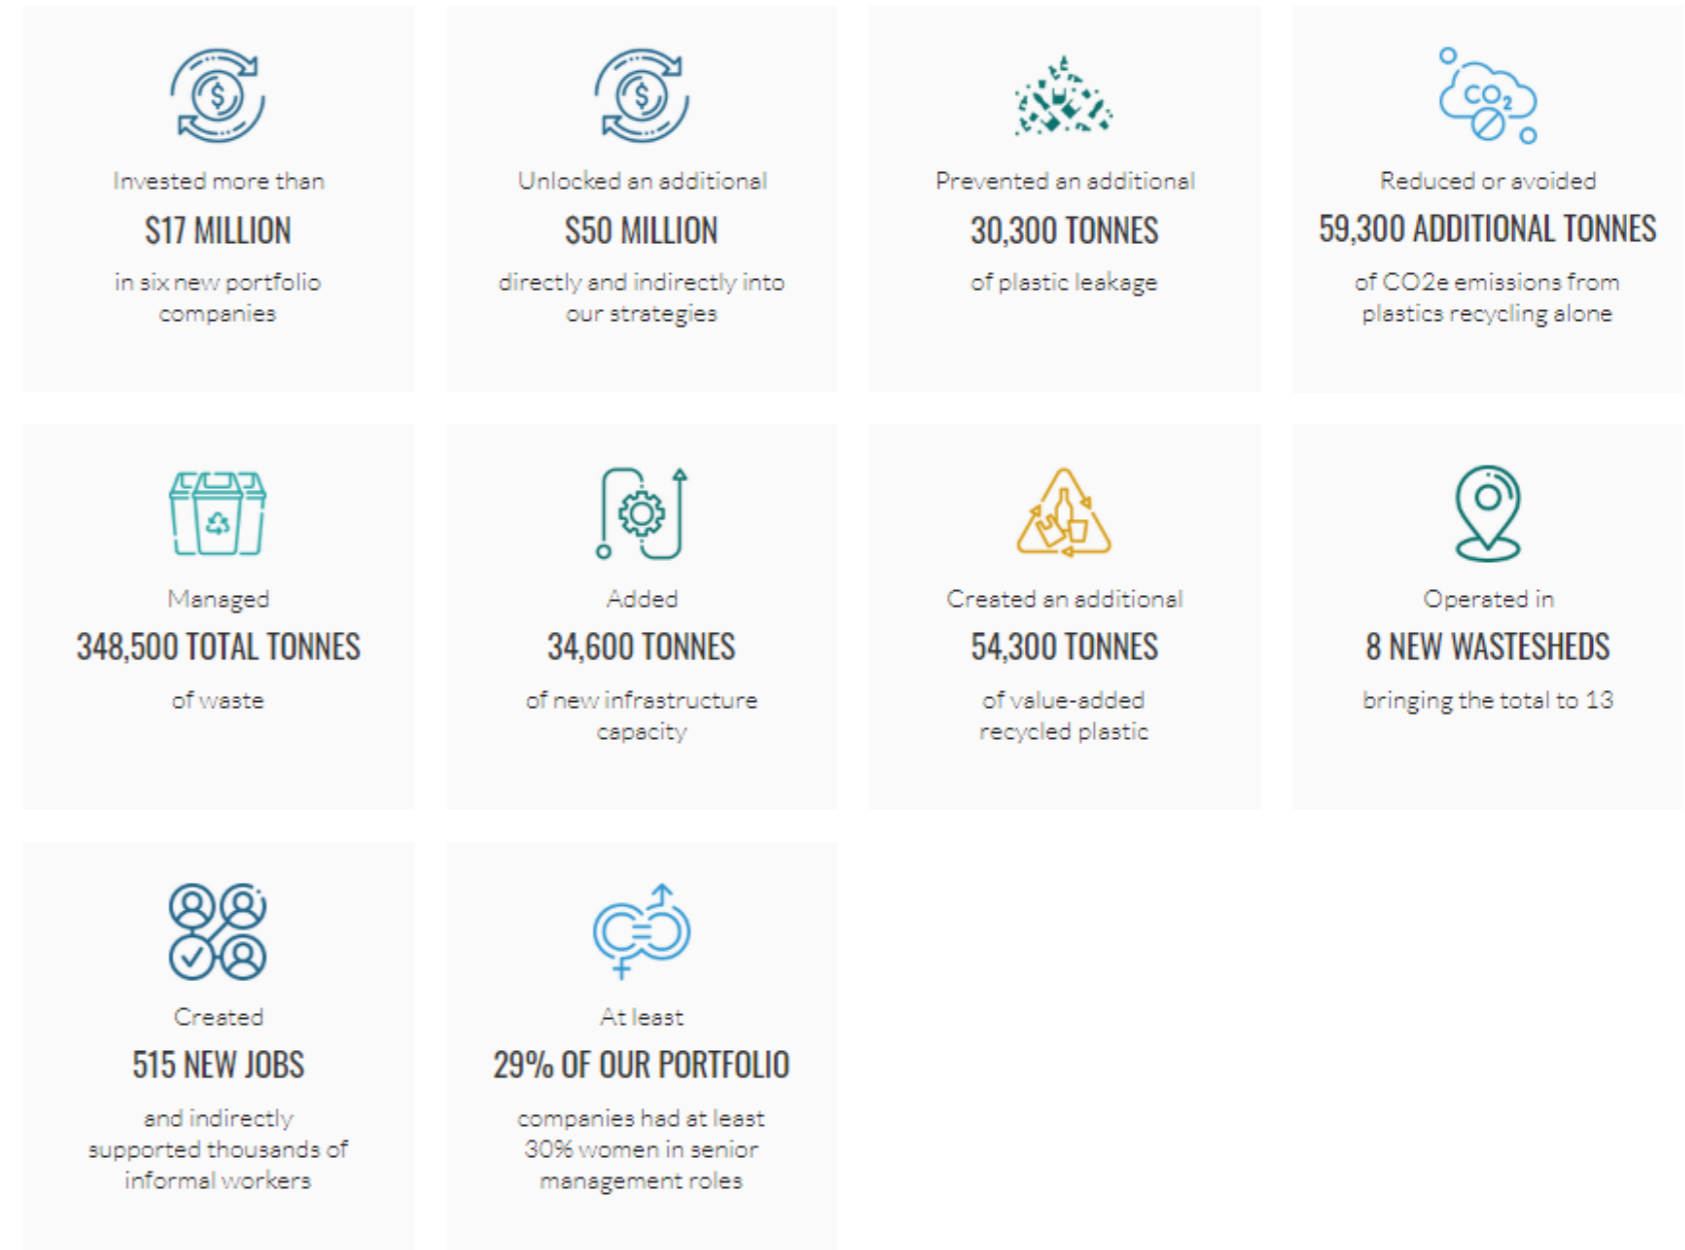 Invested more than
$17 MILLION
in six new portfolio
companies
Unlocked an additional
$50 MILLION
directly and indirectly into
our strategies
Prevented an additional
30,300 TONNES
of plastic leakage
CO2
Reduced or avoided
59,300 ADDITIONAL TONNES
of CO2e emissions from
plastics recycling alone
Managed
348,500 TOTAL TONNES
of waste
Added
34,600 TONNES
of new infrastructure
capacity
Created an additional
54,300 TONNES
of value-added
recycled plastic
Operated in
8 NEW WASTESHEDS
bringing the total to 13
Created
515 NEW JOBS
and indirectly
supported thousands of
informal workers
At least
29% OF OUR PORTFOLIO
companies had at least
30% women in senior
management roles